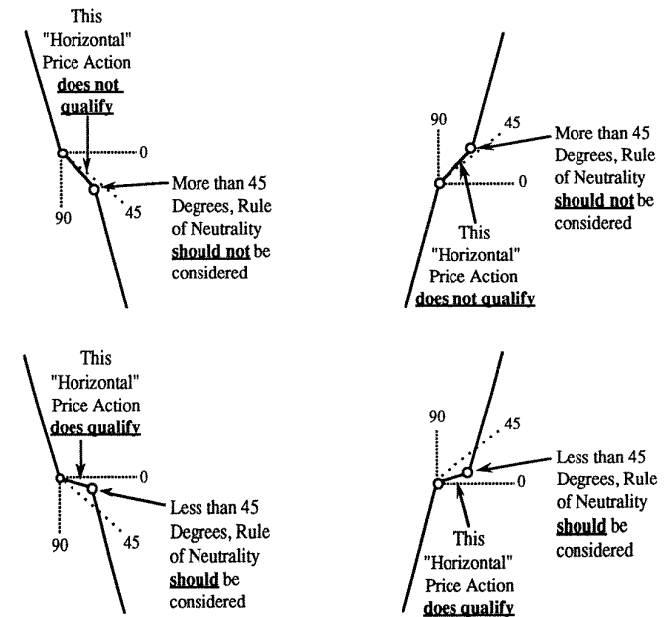 This
"Horizontal"
Price Action
does not
qualify
0
90
45
More than 45
Degrees, Rule
of Neutrality
should not be
considered
90
45
0
More than 45
Degrees, Rule
of Neutrality
should not be
considered
This
"Horizontal"
Price Action
does not qualify
This
"Horizontal"
Price Action
does qualify
0
90
45
Less than 45
Degrees, Rule
of Neutrality
should be
considered
90
45
0
Less than 45
Degrees, Rule
of Neutrality
should be
considered
This
"Horizontal"
Price Action
does qualify